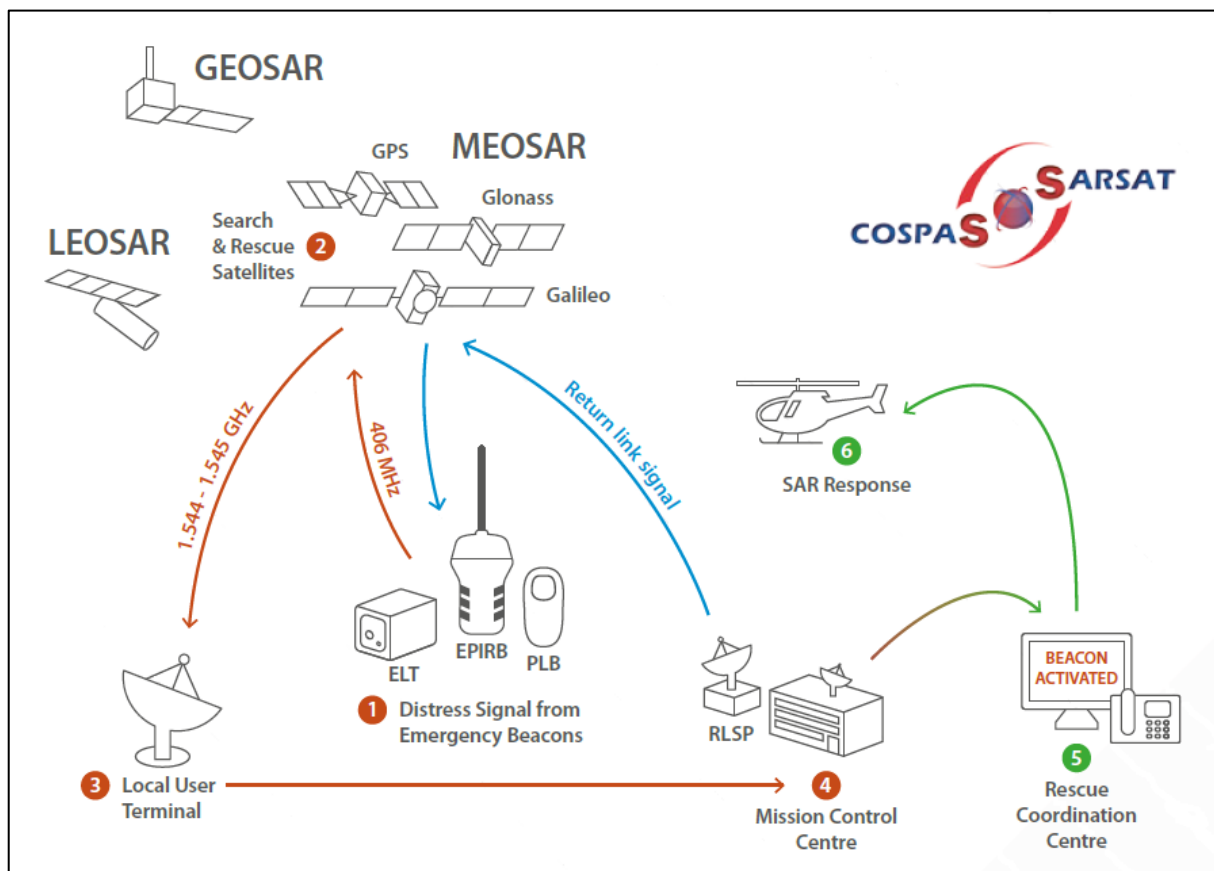 GEOSAR
MEOSAR
GPS
Glonass
Galileo
LEOSAR
Search
& Rescue
Satellites
2
COSPAS SARSAT
1.544 - 1.545 GHz
406 MHz
Return link signal
6
SAR Response
ELT
EPIRB
PLB
1 Distress Signal from
Emergency Beacons
3 Local User
Terminal
RLSP
4
Mission Control
Centre
BEACON
ACTIVATED
5
Rescue
Coordination
Centre